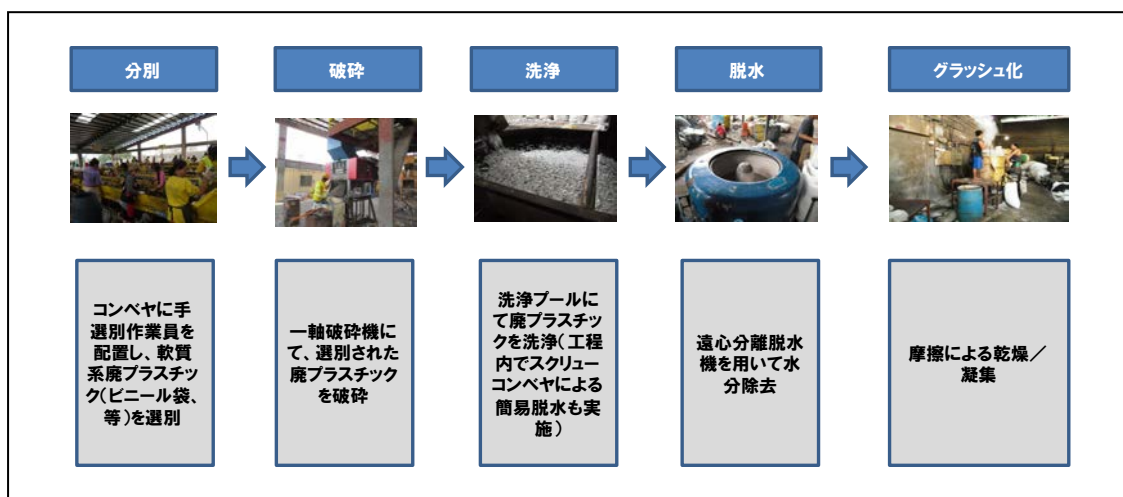 分別
破砕
洗浄
脱水
グラッシュ化
コンベヤに手
選別作業員を
配置し、軟質
系廃プラスチッ
ク(ビニール袋、
等)を選別
一軸破砕機に
て、選別された
廃プラスチック
を破砕
洗浄プールに
て廃プラスチッ
クを洗浄(工程
内でスクリュー
コンベヤによる
簡易脱水も実
施)
遠心分離脱水
機を用いて水
分除去
摩擦による乾燥/
凝集